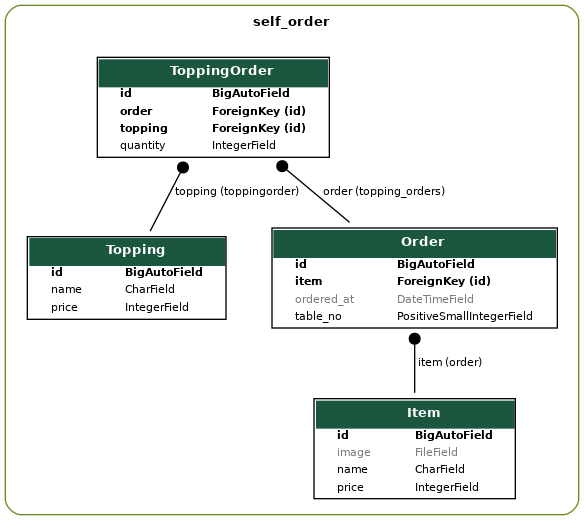 self_order
ToppingOrder
id BigAutoField
order ForeignKey (id)
topping ForeignKey (id)
quantity IntegerField
topping (toppingorder) order (topping_orders)
Topping
id BigAutoField
name CharField
price IntegerField
Order
id BigAutoField
item ForeignKey (id)
ordered_at DateTimeField
table_no PositiveSmallIntegerField
item (order)
Item
id BigAutoField
image FileField
name CharField
price IntegerField